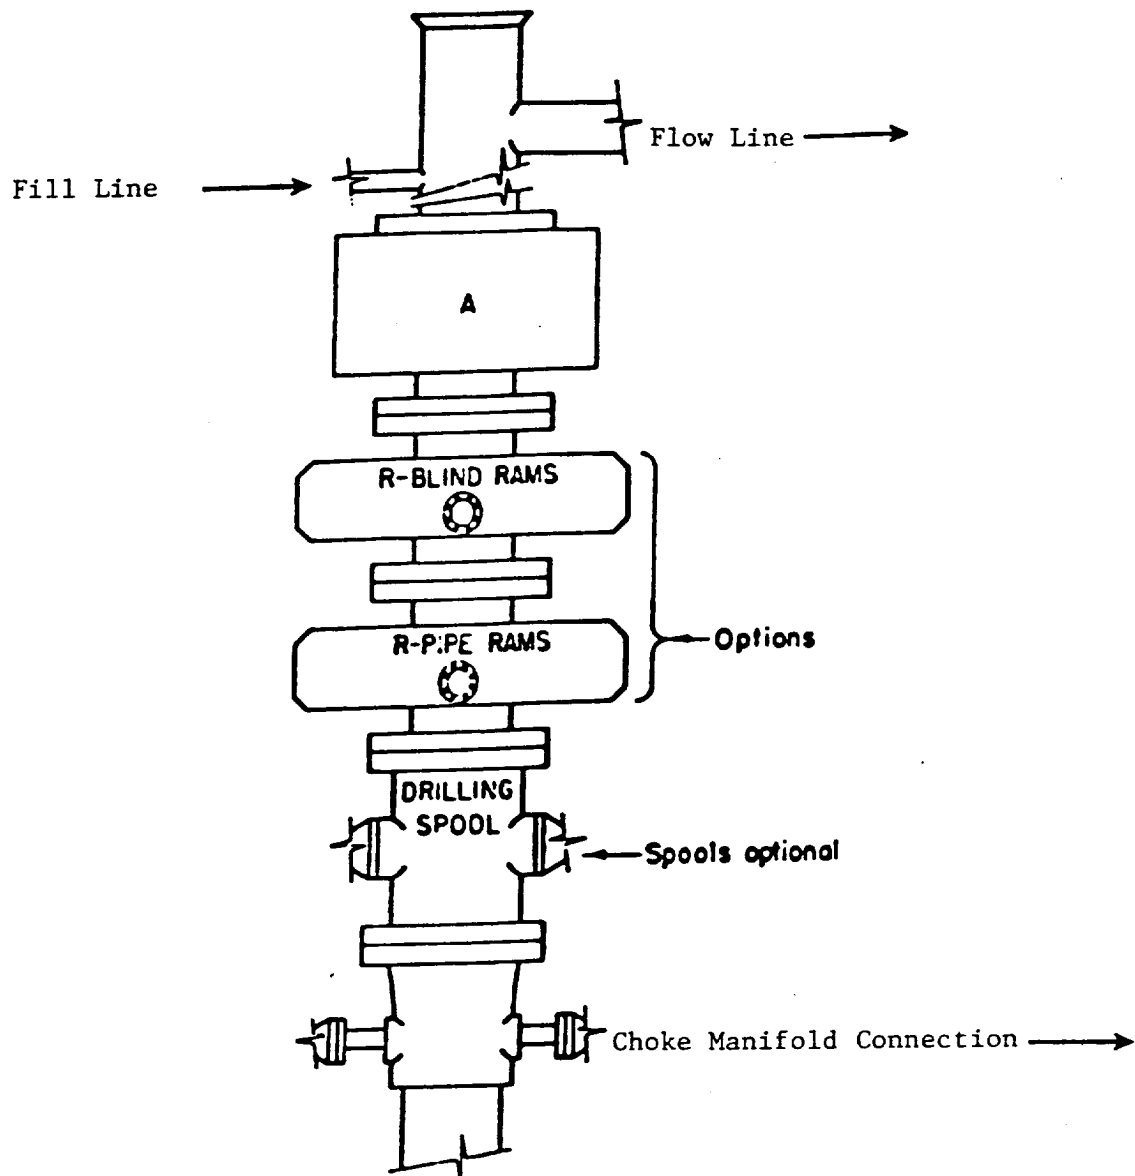 Flow Line
Fill Line
A
R-BLIND RAMS
R-PIPE RAMS
Options
DRILLING
SPOOL
Spools optional
Choke Manifold Connection